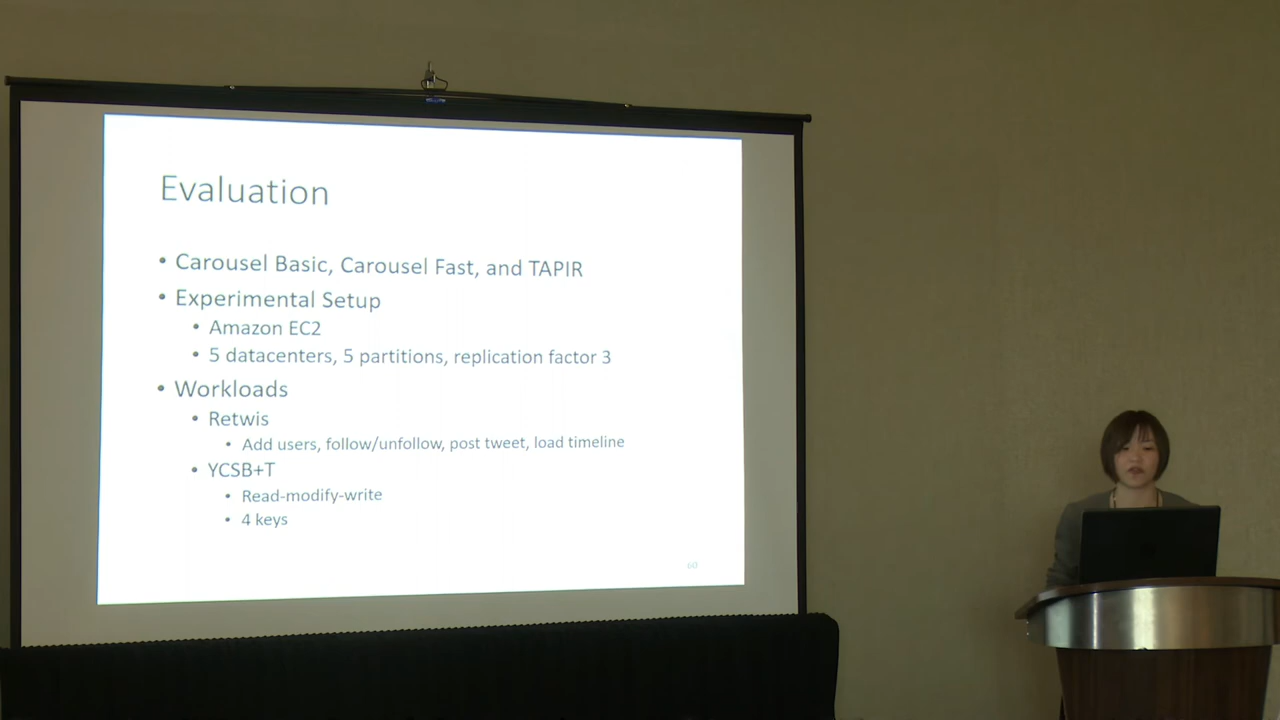 Evaluation
• Carousel Basic, Carousel Fast, and TAPIR
• Experimental Setup
• Amazon EC2
• 5 datacenters, 5 partitions, replication factor 3
• Workloads
• Retwis
• Add users, follow/unfollow, post tweet, load timeline
• YCSB+T
• Read-modify-write
• 4 keys
60